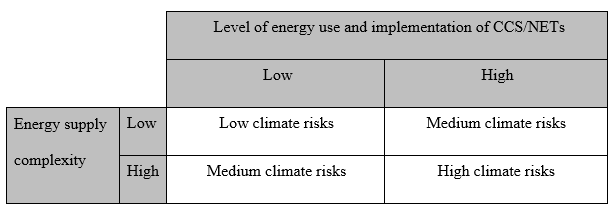 Level of energy use and implementation of CCS/NETs
Low High
Energy supply Low Low climate risks Medium climate risks
complexity High Medium climate risks High climate risks